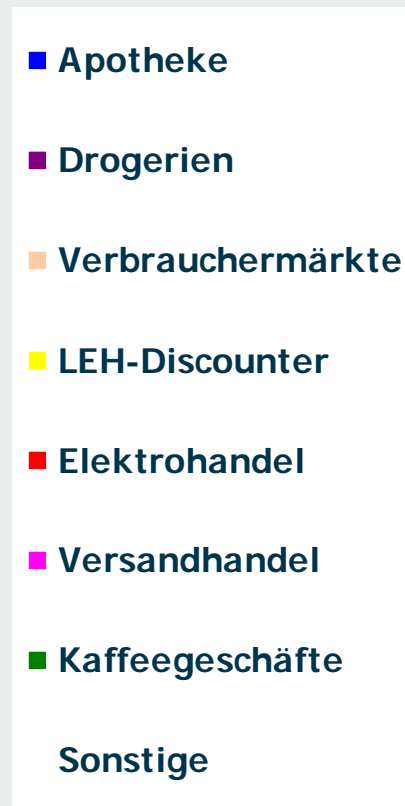 Apotheke
Drogerien
Verbrauchermärkte
LEH-Discounter
Elektrohandel
Versandhandel
Kaffeegeschäfte
Sonstige